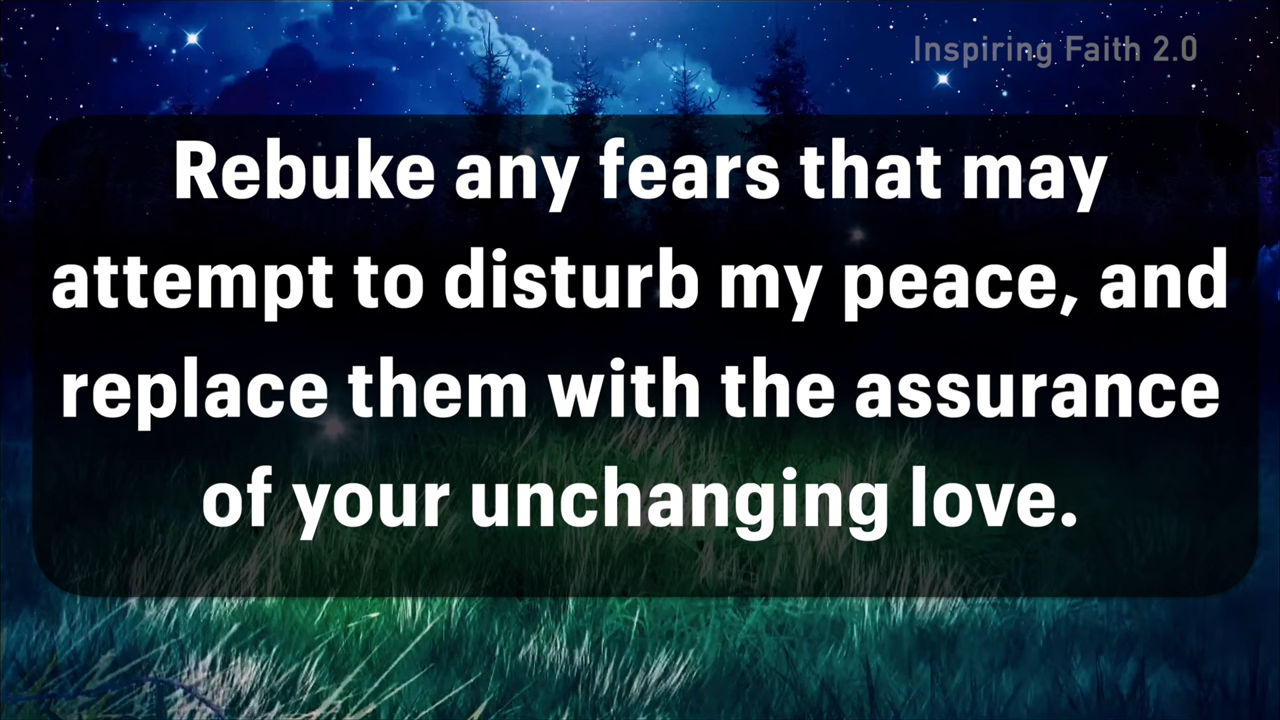 Inspiring Faith 2.0
Rebuke any fears that may
attempt to disturb my peace, and
replace them with the assurance
of your unchanging love.